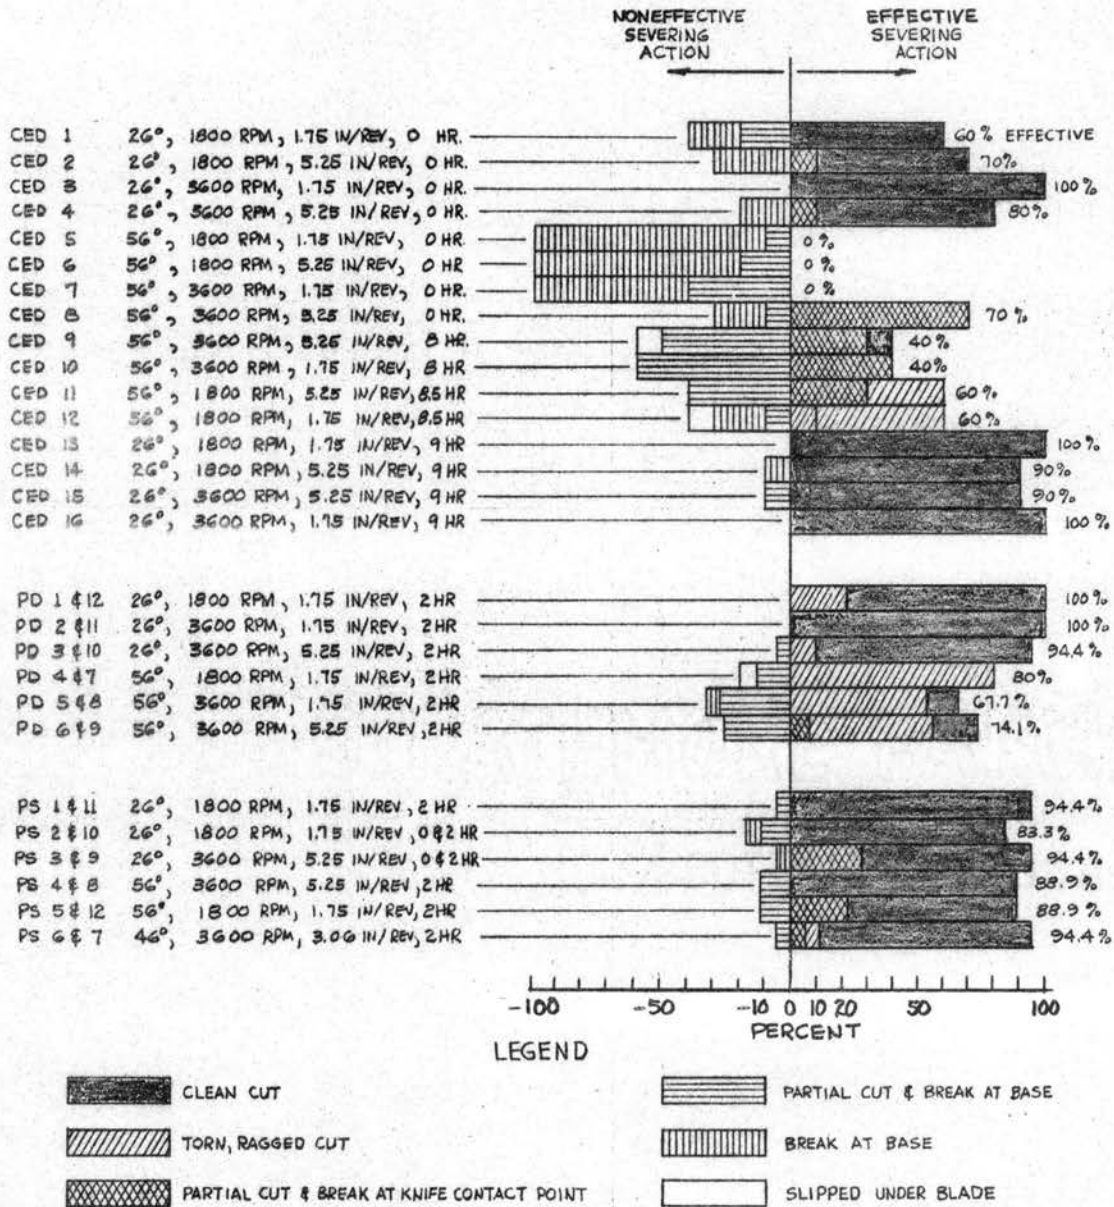 NONEFFECTIVE
SEVERING
ACTION
EFFECTIVE
SEVERING
ACTION
CED 1 26°, 1800 RPM, 1.75 IN/REV, 0 HR. 60% EFFECTIVE
CED 2 26°, 1800 RPM, 5.25 IN/REV, 0 HR. 70%
CED 3 26°, 3600 RPM, 1.75 IN/REV, 0 HR. 100%
CED 4 26°, 3600 RPM, 5.25 IN/REV, 0 HR. 80%
CED 5 56°, 1800 RPM, 1.75 IN/REV, 0 HR. 0%
CED 6 56°, 1800 RPM, 5.25 IN/REV, 0 HR 0%
CED 7 56°, 3600 RPM, 1.75 IN/REV, 0 HR. 0%
CED 8 56°, 3600 RPM, 5.25 IN/REV, 0 HR. 70%
CED 9 56°, 3600 RPM, 5.25 IN/REV, 8 HR. 40%
CED 10 56°, 3600 RPM, 1.75 IN/REV, 8 HR 40%
CED 11 56°, 1800 RPM, 5.25 IN/REV, 8.5 HR 60%
CED 12 56°, 1800 RPM, 1.75 IN/REV, 8.5 HR 60%
CED 13 26°, 1800 RPM, 1.75 IN/REV, 9 HR 100%
CED 14 26°, 1800 RPM, 5.25 IN/REV, 9 HR 90%
CED 15 26°, 3600 RPM, 5.25 IN/REV, 9 HR 90%
CED 16 26°, 3600 RPM, 1.75 IN/REV, 9 HR 100%
PD 1 & 12 26°, 1800 RPM, 1.75 IN/REV, 2 HR 100%
PD 2 & 11 26°, 3600 RPM, 1.75 IN/REV, 2 HR 100%
PD 3 & 10 26°, 3600 RPM, 5.25 IN/REV, 2 HR 94.4%
PD 4 & 7 56°, 1800 RPM, 1.75 IN/REV, 2 HR 80%
PD 5 & 8 56°, 3600 RPM, 1.75 IN/REV, 2 HR 67.7%
PD 6 & 9 56°, 3600 RPM, 5.25 IN/REV, 2 HR 74.1%
PS 1 & 11 26°, 1800 RPM, 1.75 IN/REV, 2 HR 94.4%
PS 2 & 10 26°, 1800 RPM, 1.75 IN/REV, 0 & 2 HR 83.3%
PS 3 & 9 26°, 3600 RPM, 5.25 IN/REV, 0 & 2 HR 94.4%
PS 4 & 8 56°, 3600 RPM, 5.25 IN/REV, 2 HR 88.9%
PS 5 & 12 56°, 1800 RPM, 1.75 IN/REV, 2 HR 88.9%
PS 6 & 7 46°, 3600 RPM, 3.06 IN/REV, 2 HR 94.4%
-100 -50 -10 0 10 20 50 100
PERCENT
LEGEND
CLEAN CUT
TORN, RAGGED CUT
PARTIAL CUT & BREAK AT KNIFE CONTACT POINT
PARTIAL CUT & BREAK AT BASE
BREAK AT BASE
SLIPPED UNDER BLADE